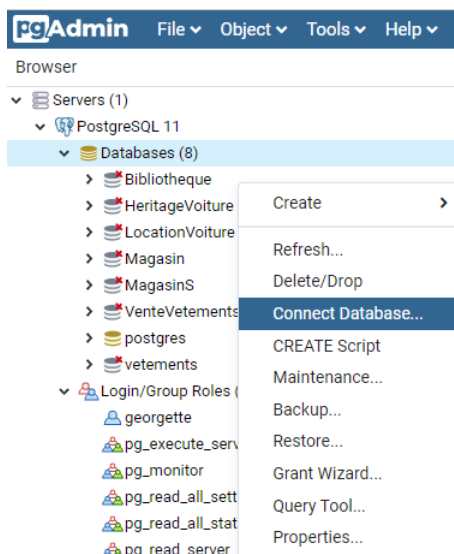 pgAdmin File Object Tools Help
Browser
Servers (1)
PostgreSQL 11
Databases (8)
Bibliotheque
HeritageVoiture
LocationVoiture
Magasin
MagasinS
VenteVetements
postgres
vetements
Login/Group Roles (
georgette
pg_execute_serv
pg_monitor
pg_read_all_sett
pg_read_all_stat
pg_read_server
Create
Refresh...
Delete/Drop
Connect Database...
CREATE Script
Maintenance...
Backup...
Restore...
Grant Wizard...
Query Tool...
Properties...